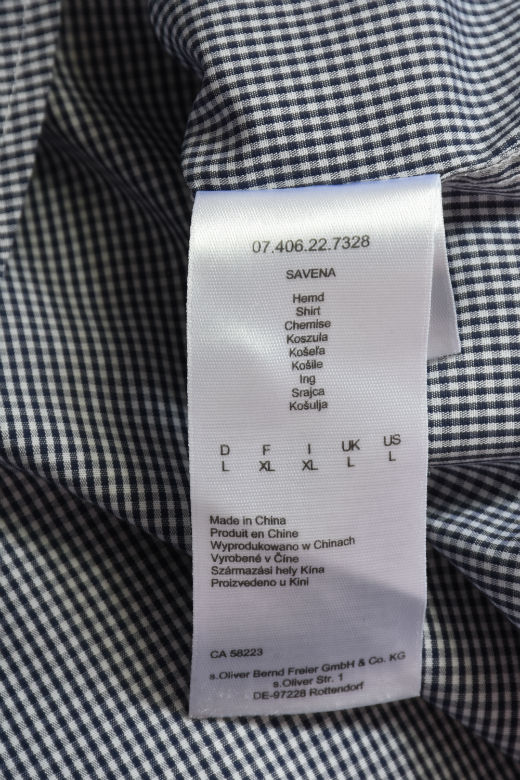 07.406.22.7328
SAVENA
Hemd
Shirt
Chemise
Koszula
Košeľa
Košile
Ing
Srajca
Košulja
D F I UK US
L XL XL L L
Made in China
Produit en Chine
Wyprodukowano w Chinach
Vyrobené v Číne
Származási hely Kína
Proizvedeno u Kini
CA 58223
s.Oliver Bernd Freier GmbH & Co. KG
s.Oliver Str. 1
DE-97228 Rottendorf